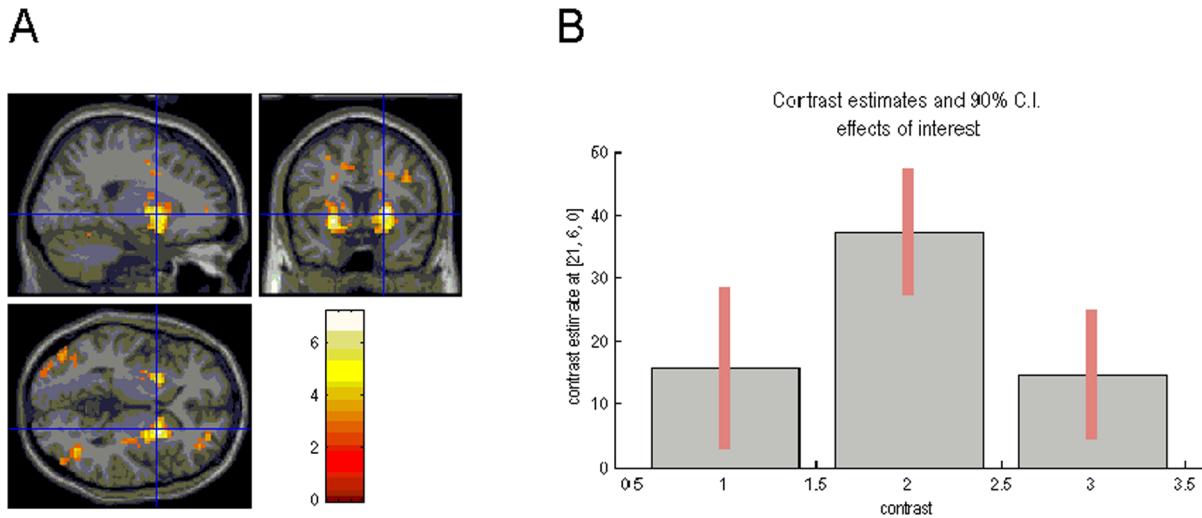 A
B
6
4
2
0
Contrast estimates and 90% C.I.
effects of interest
contrast estimate at [21, 6, 0]
60
40
30
20
10
0
0.5
1
1.5
2
2.5
3
3.5
contrast